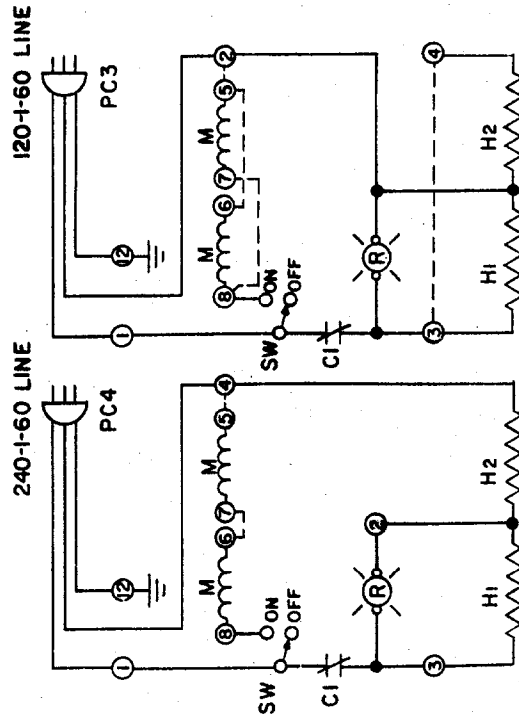 120-1-60 LINE
PC3
12
1
M
M
8
6
7
5
2
ON
OFF
SW
C1
R
3
4
H1
H2
240-1-60 LINE
PC4
12
1
M
M
8
6
7
5
4
ON
OFF
SW
C1
R
2
3
H1
H2